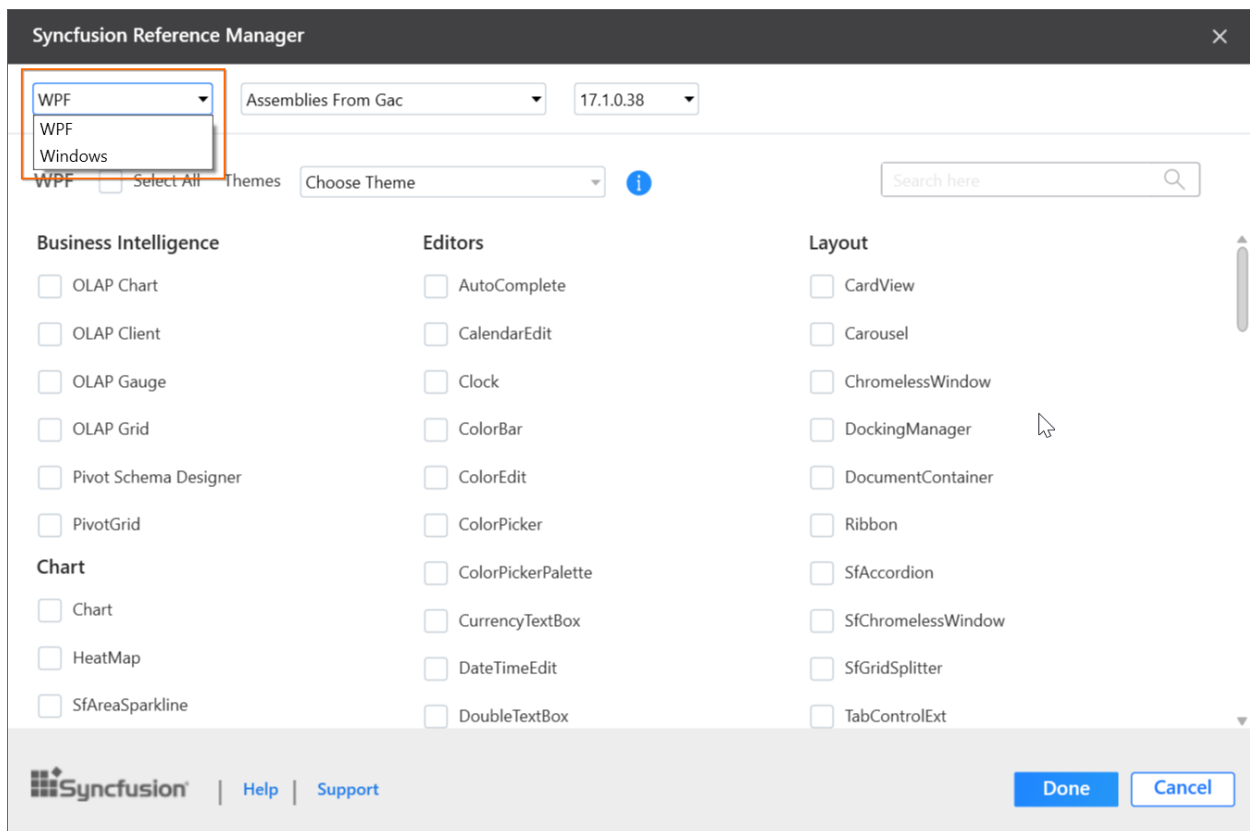 Syncfusion Reference Manager
WPF
Assemblies From Gac
17.1.0.38
WPF
Windows
WPF
Select All
Themes
Choose Theme
i
Search here
Business Intelligence
OLAP Chart
OLAP Client
OLAP Gauge
OLAP Grid
Pivot Schema Designer
PivotGrid
Chart
Chart
HeatMap
SfAreaSparkline
Editors
AutoComplete
CalendarEdit
Clock
ColorBar
ColorEdit
ColorPicker
ColorPickerPalette
CurrencyTextBox
DateTimeEdit
DoubleTextBox
Layout
CardView
Carousel
ChromelessWindow
DockingManager
DocumentContainer
Ribbon
SfAccordion
SfChromelessWindow
SfGridSplitter
TabControlExt
Syncfusion
Help
Support
Done
Cancel